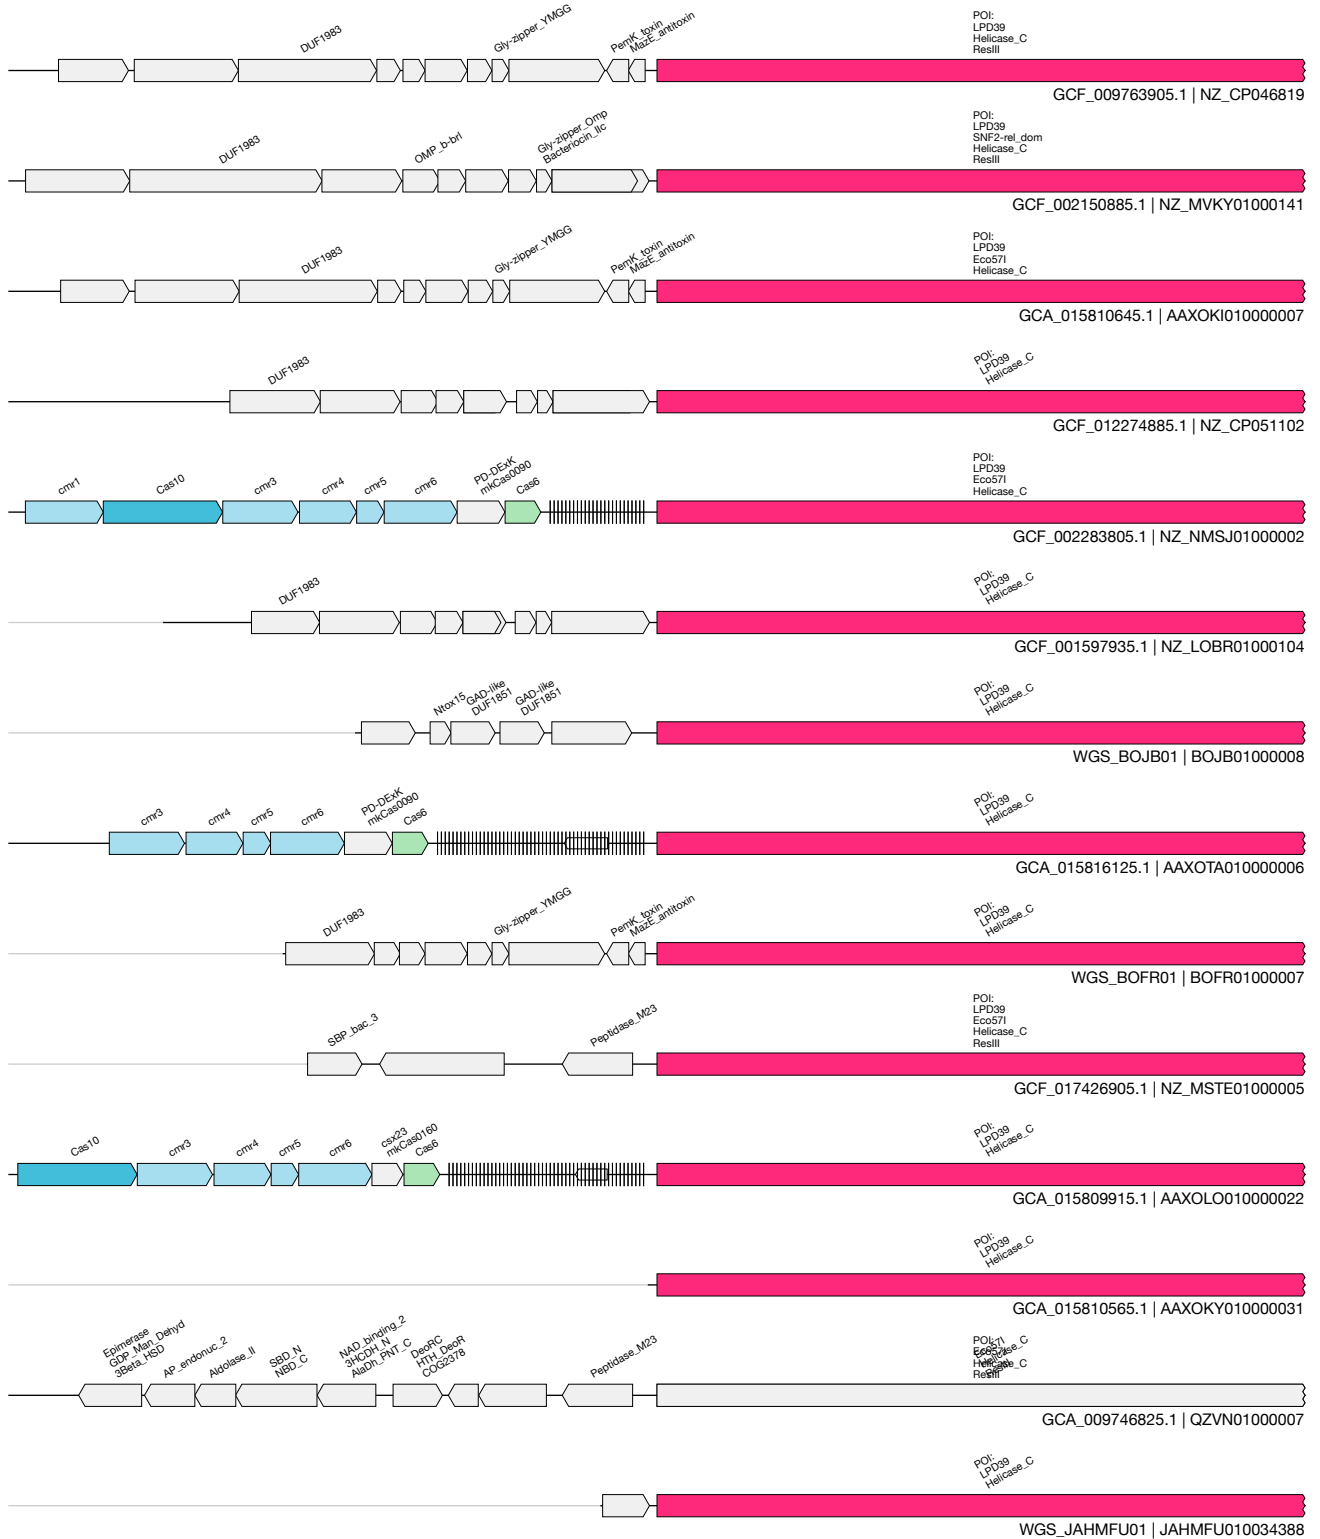 DUF1983
Gly-zipper_YMGG
PemK_toxin
MazE_antitoxin
POI:
LPD39
Helicase_C
ResIII
GCF_009763905.1 | NZ_CP046819
DUF1983
OMP_b-brl
Gly-zipper_Omp
Bacteriocin_IIc
POI:
LPD39
SNF2-rel_dom
Helicase_C
ResIII
GCF_002150885.1 | NZ_MVKY01000141
DUF1983
Gly-zipper_YMGG
PemK_toxin
MazE_antitoxin
POI:
LPD39
Eco57I
Helicase_C
GCA_015810645.1 | AAXOKI010000007
DUF1983
POI:
LPD39
Helicase_C
GCF_012274885.1 | NZ_CP051102
cmr1
Cas10
cmr3
cmr4
cmr5
cmr6
PD-DExK
mkCas0090
Cas6
POI:
LPD39
Eco57I
Helicase_C
GCF_002283805.1 | NZ_NMSJ01000002
DUF1983
POI:
LPD39
Helicase_C
GCF_001597935.1 | NZ_LOBR01000104
Ntox15
GAD-like
DUF1851
GAD-like
DUF1851
POI:
LPD39
Helicase_C
WGS_BOJB01 | BOJB01000008
cmr3
cmr4
cmr5
cmr6
PD-DExK
mkCas0090
Cas6
POI:
LPD39
Helicase_C
GCA_015816125.1 | AAXOTA010000006
DUF1983
Gly-zipper_YMGG
PemK_toxin
MazE_antitoxin
POI:
LPD39
Helicase_C
WGS_BOFR01 | BOFR01000007
SBP_bac_3
Peptidase_M23
POI:
LPD39
Eco57I
Helicase_C
ResIII
GCF_017426905.1 | NZ_MSTE01000005
Cas10
cmr3
cmr4
cmr5
cmr6
csx23
mkCas0160
Cas6
POI:
LPD39
Helicase_C
GCA_015809915.1 | AAXOLO010000022
POI:
LPD39
Helicase_C
GCA_015810565.1 | AAXOKY010000031
Epimerase
GDP_Man_Dehyd
3Beta_HSD
AP_endonuc_2
Aldolase_II
SBD_N
NBD_C
NAD_binding_2
3HCDH_N
AlaDh_PNT_C
DeoRC
HTH_DeoR
COG2378
Peptidase_M23
POI:
Eco57I
Helicase_C
ResIII
GCA_009746825.1 | QZVN01000007
POI:
LPD39
Helicase_C
WGS_JAHMFU01 | JAHMFU010034388